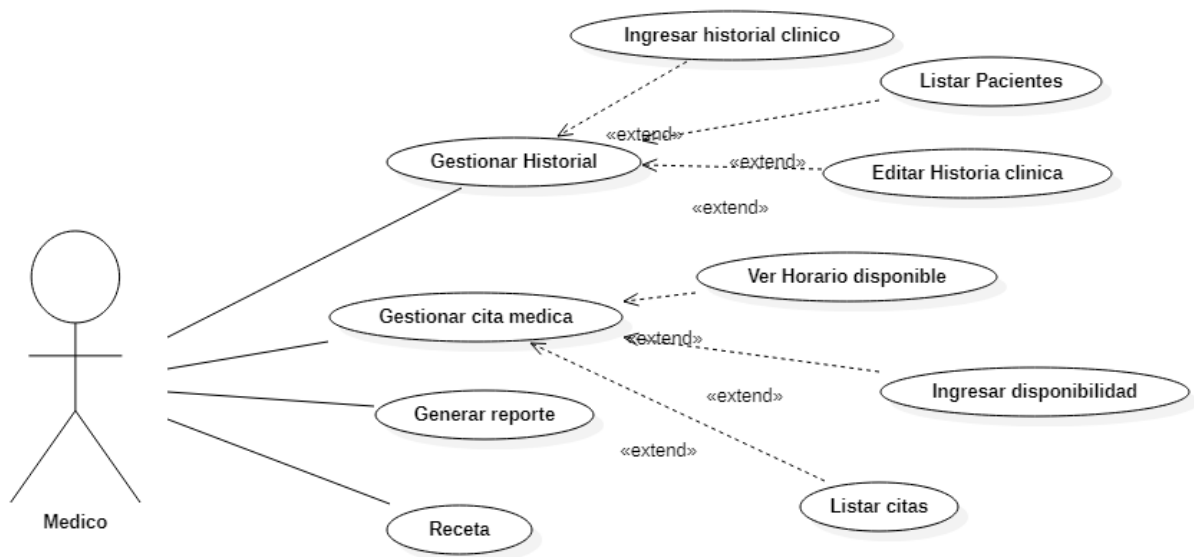 Ingresar historial clinico
Listar Pacientes
«extend»
Gestionar Historial
«extend»
Editar Historia clinica
«extend»
Ver Horario disponible
Gestionar cita medica
«extend»
Ingresar disponibilidad
«extend»
Generar reporte
«extend»
Listar citas
Medico
Receta